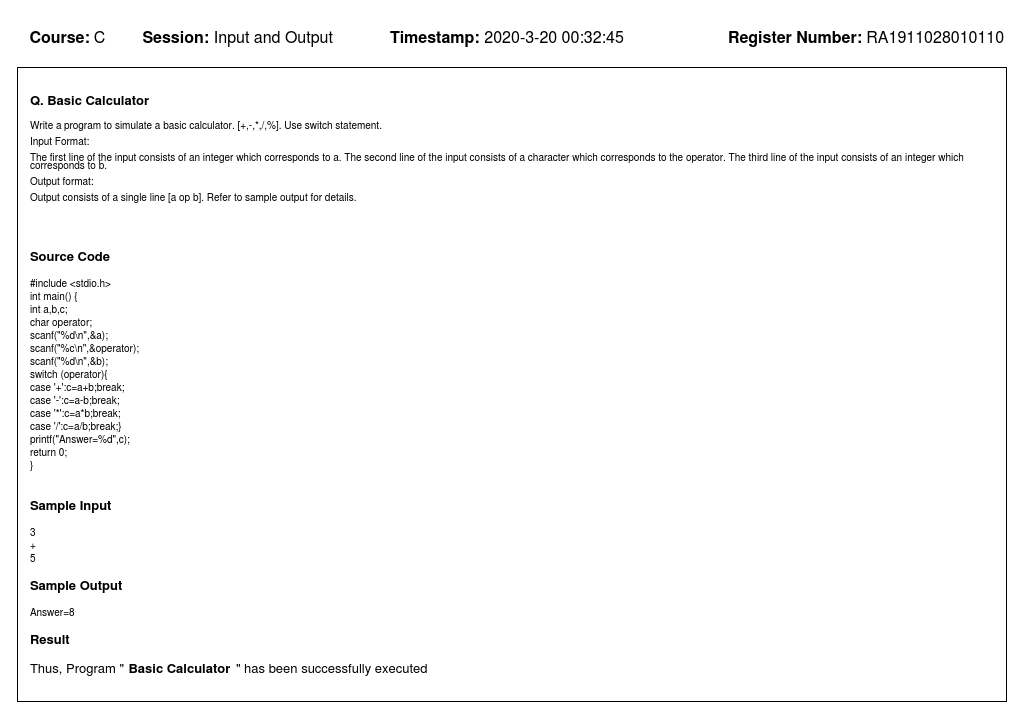 Course: C Session: Input and Output Timestamp: 2020-3-20 00:32:45 Register Number: RA1911028010110
Q. Basic Calculator
Write a program to simulate a basic calculator. [+,-,*,/,%]. Use switch statement.
Input Format:
The first line of the input consists of an integer which corresponds to a. The second line of the input consists of a character which corresponds to the operator. The third line of the input consists of an integer which
corresponds to b.
Output format:
Output consists of a single line [a op b]. Refer to sample output for details.
Source Code
#include <stdio.h>
int main() {
int a,b,c;
char operator;
scanf("%d\n",&a);
scanf("%c\n",&operator);
scanf("%d\n",&b);
switch (operator){
case '+':c=a+b;break;
case '-':c=a-b;break;
case '*':c=a*b;break;
case '/':c=a/b;break;}
printf("Answer=%d",c);
return 0;
}
Sample Input
3
+
5
Sample Output
Answer=8
Result
Thus, Program " Basic Calculator " has been successfully executed